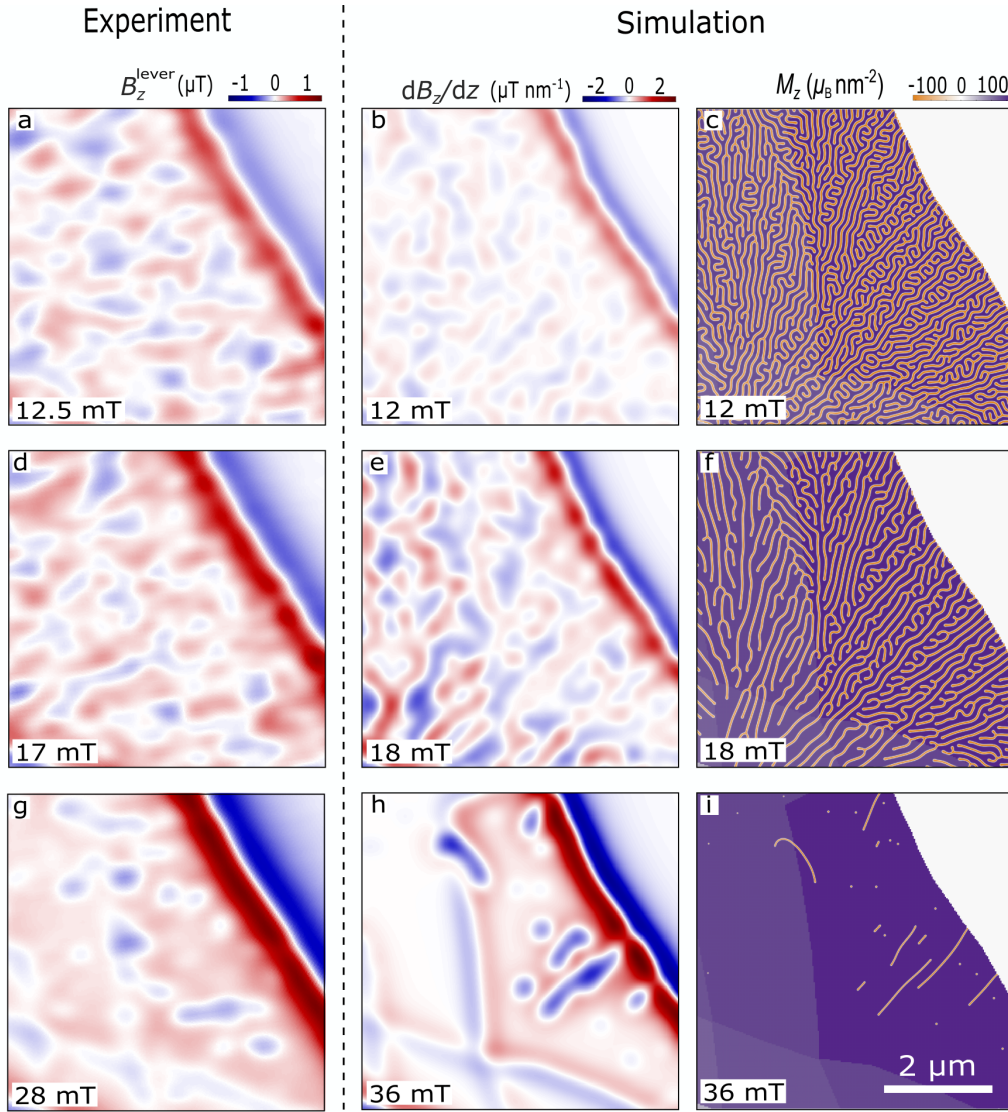 Experiment
Simulation
B_z^lever (μT) -1 0 1
dB_z/dz (μT nm⁻¹) -2 0 2
M_z (μ_B nm⁻²) -100 0 100
a
b
c
12.5 mT
12 mT
12 mT
d
e
f
17 mT
18 mT
18 mT
g
h
i
2 μm
28 mT
36 mT
36 mT